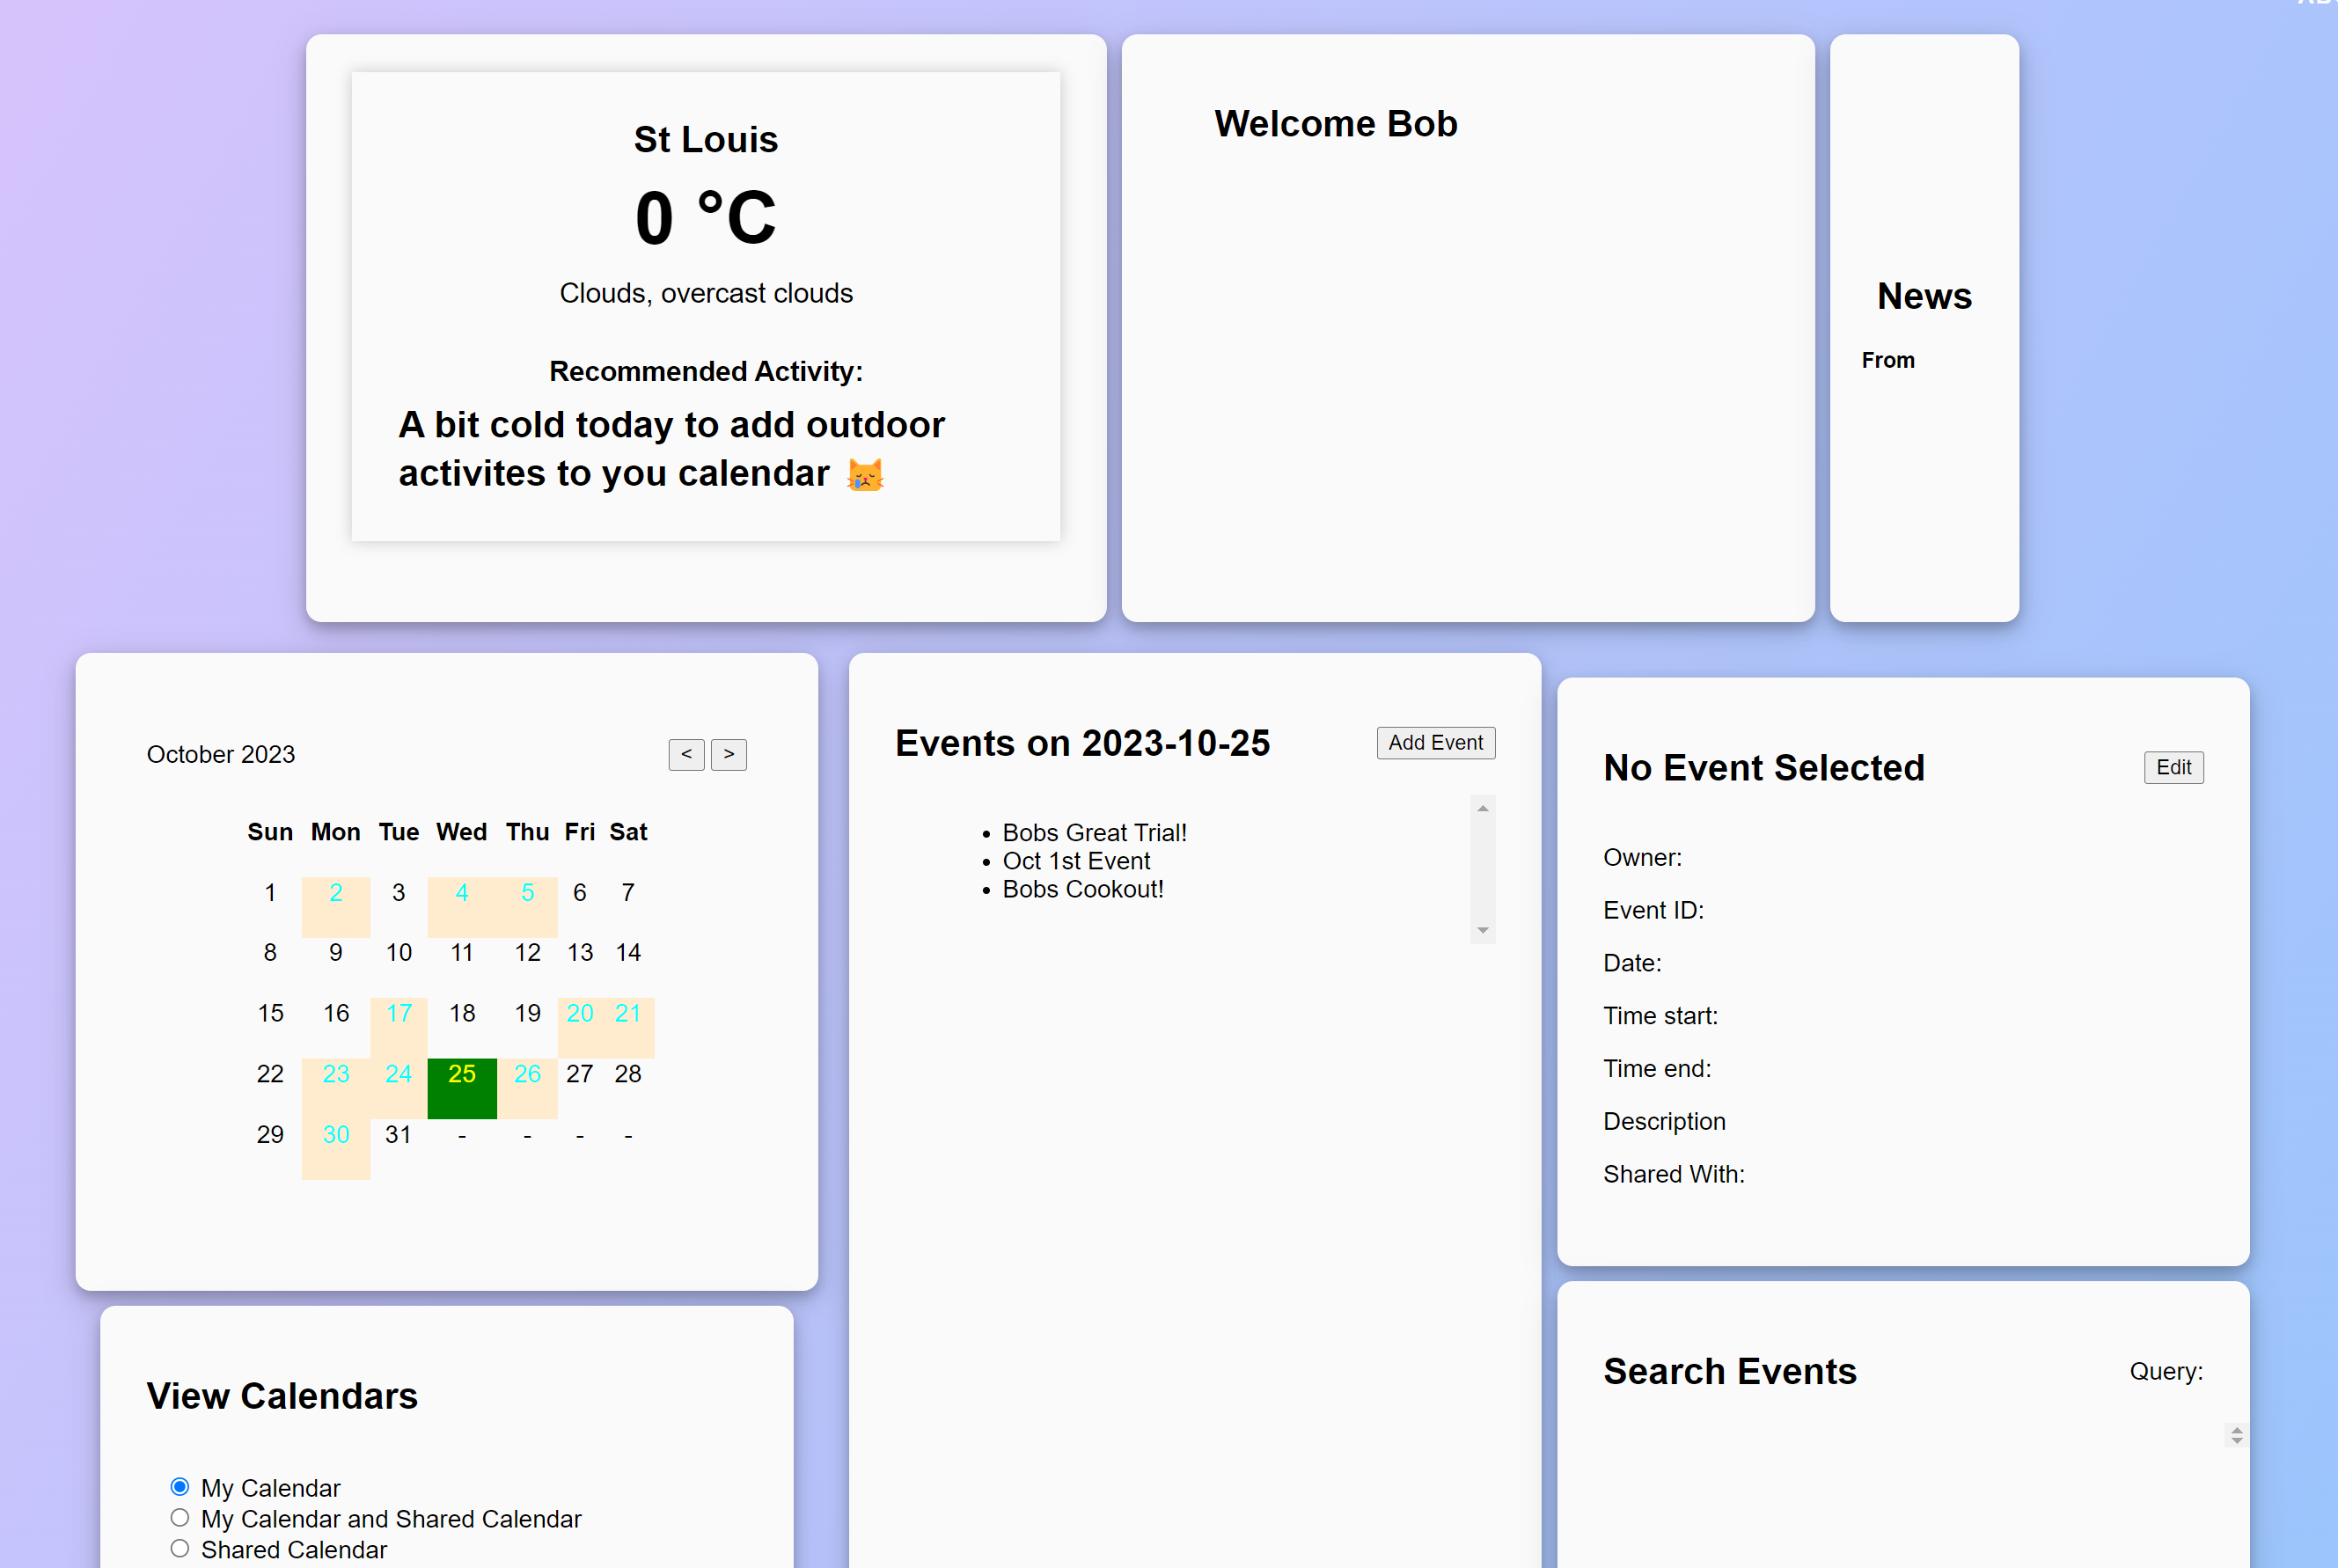 St Louis
0 °C
Clouds, overcast clouds
Recommended Activity:
A bit cold today to add outdoor
activites to you calendar 😿
Welcome Bob
News
From
October 2023
< >
Sun Mon Tue Wed Thu Fri Sat
1 2 3 4 5 6 7
8 9 10 11 12 13 14
15 16 17 18 19 20 21
22 23 24 25 26 27 28
29 30 31 - - - -
View Calendars
My Calendar
My Calendar and Shared Calendar
Shared Calendar
Events on 2023-10-25 Add Event
• Bobs Great Trial!
• Oct 1st Event
• Bobs Cookout!
No Event Selected Edit
Owner:
Event ID:
Date:
Time start:
Time end:
Description
Shared With:
Search Events Query: